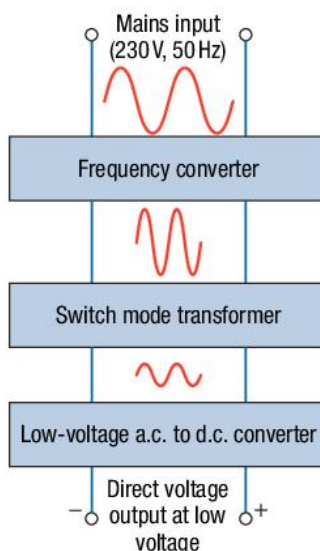 Mains input
(230 V, 50 Hz)
Frequency converter
Switch mode transformer
Low-voltage a.c. to d.c. converter
− Direct voltage +
output at low
voltage